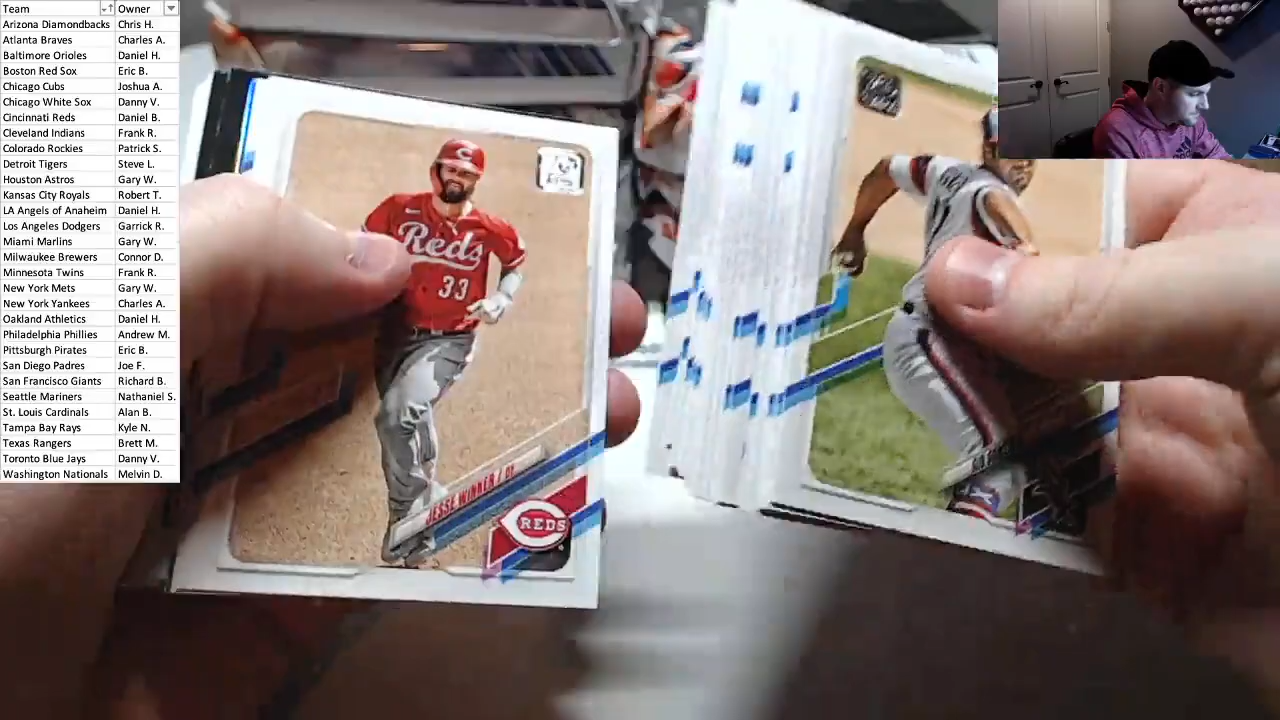 Team Owner
Arizona Diamondbacks Chris H.
Atlanta Braves Charles A.
Baltimore Orioles Daniel H.
Boston Red Sox Eric B.
Chicago Cubs Joshua A.
Chicago White Sox Danny V.
Cincinnati Reds Daniel B.
Cleveland Indians Frank R.
Colorado Rockies Patrick S.
Detroit Tigers Steve L.
Houston Astros Gary W.
Kansas City Royals Robert T.
LA Angels of Anaheim Daniel H.
Los Angeles Dodgers Garrick R.
Miami Marlins Gary W.
Milwaukee Brewers Connor D.
Minnesota Twins Frank R.
New York Mets Gary W.
New York Yankees Charles A.
Oakland Athletics Daniel H.
Philadelphia Phillies Andrew M.
Pittsburgh Pirates Eric B.
San Diego Padres Joe F.
San Francisco Giants Richard B.
Seattle Mariners Nathaniel S.
St. Louis Cardinals Alan B.
Tampa Bay Rays Kyle N.
Texas Rangers Brett M.
Toronto Blue Jays Danny V.
Washington Nationals Melvin D.
Reds
33
JESSE WINKER /
REDS